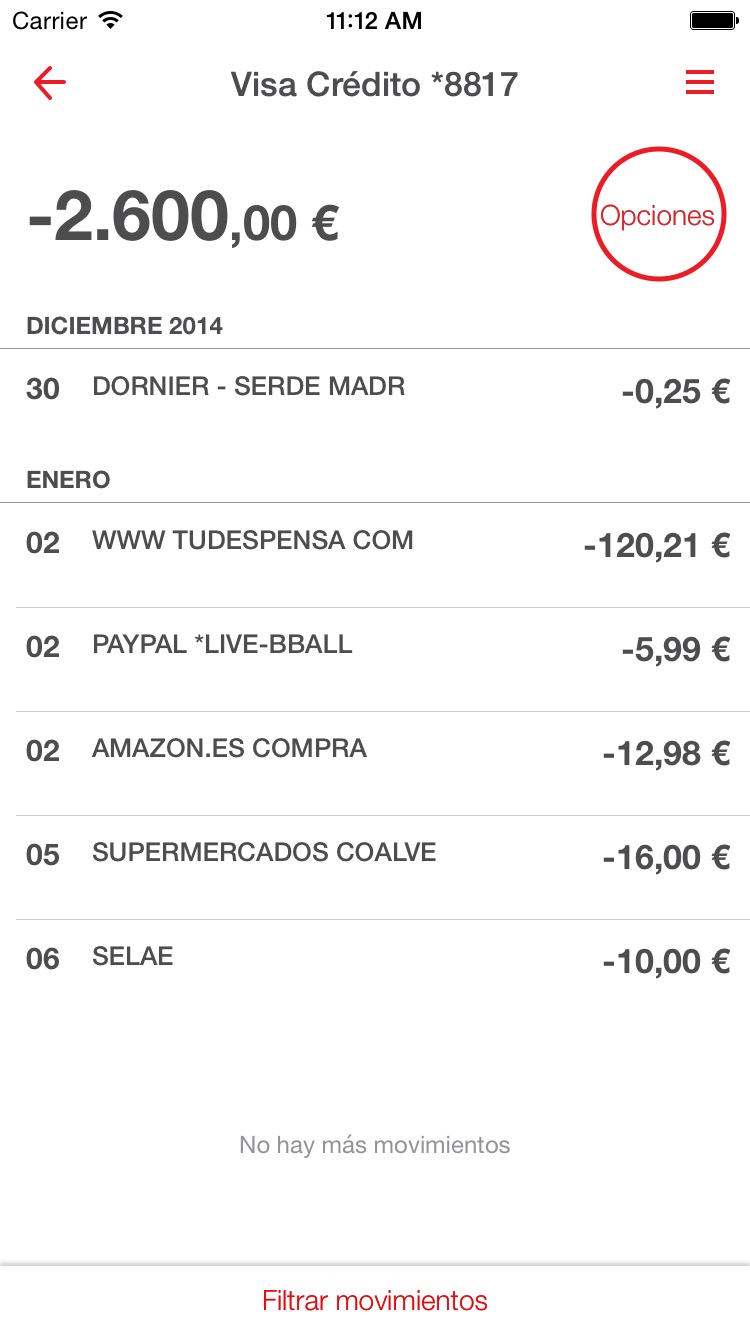 Carrier 11:12 AM
Visa Crédito *8817
-2.600,00 €
Opciones
DICIEMBRE 2014
30 DORNIER - SERDE MADR -0,25 €
ENERO
02 WWW TUDESPENSA COM -120,21 €
02 PAYPAL *LIVE-BBALL -5,99 €
02 AMAZON.ES COMPRA -12,98 €
05 SUPERMERCADOS COALVE -16,00 €
06 SELAE -10,00 €
No hay más movimientos
Filtrar movimientos